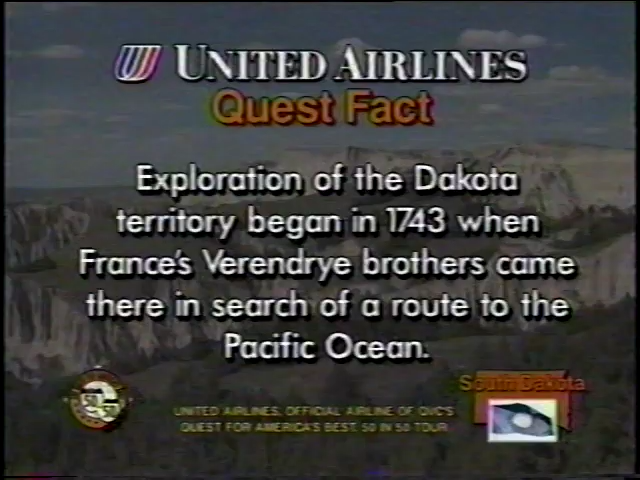 UNITED AIRLINES
Quest Fact
Exploration of the Dakota
territory began in 1743 when
France's Verendrye brothers came
there in search of a route to the
Pacific Ocean.
South Dakota
50 50
UNITED AIRLINES, OFFICIAL AIRLINE OF QVC'S
QUEST FOR AMERICA'S BEST, 50 IN 50 TOUR